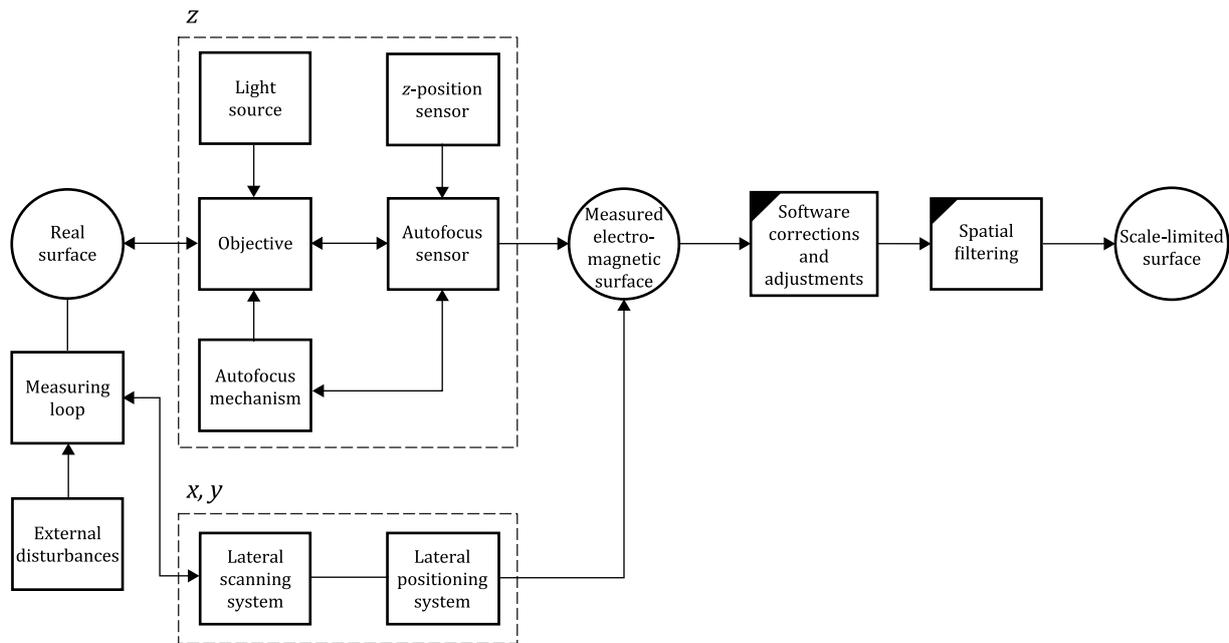 z
Light
source
z-position
sensor
Real
surface
Objective
Autofocus
sensor
Measured
electro-
magnetic
surface
Software
corrections
and
adjustments
Spatial
filtering
Scale-limited
surface
Measuring
loop
Autofocus
mechanism
x, y
External
disturbances
Lateral
scanning
system
Lateral
positioning
system